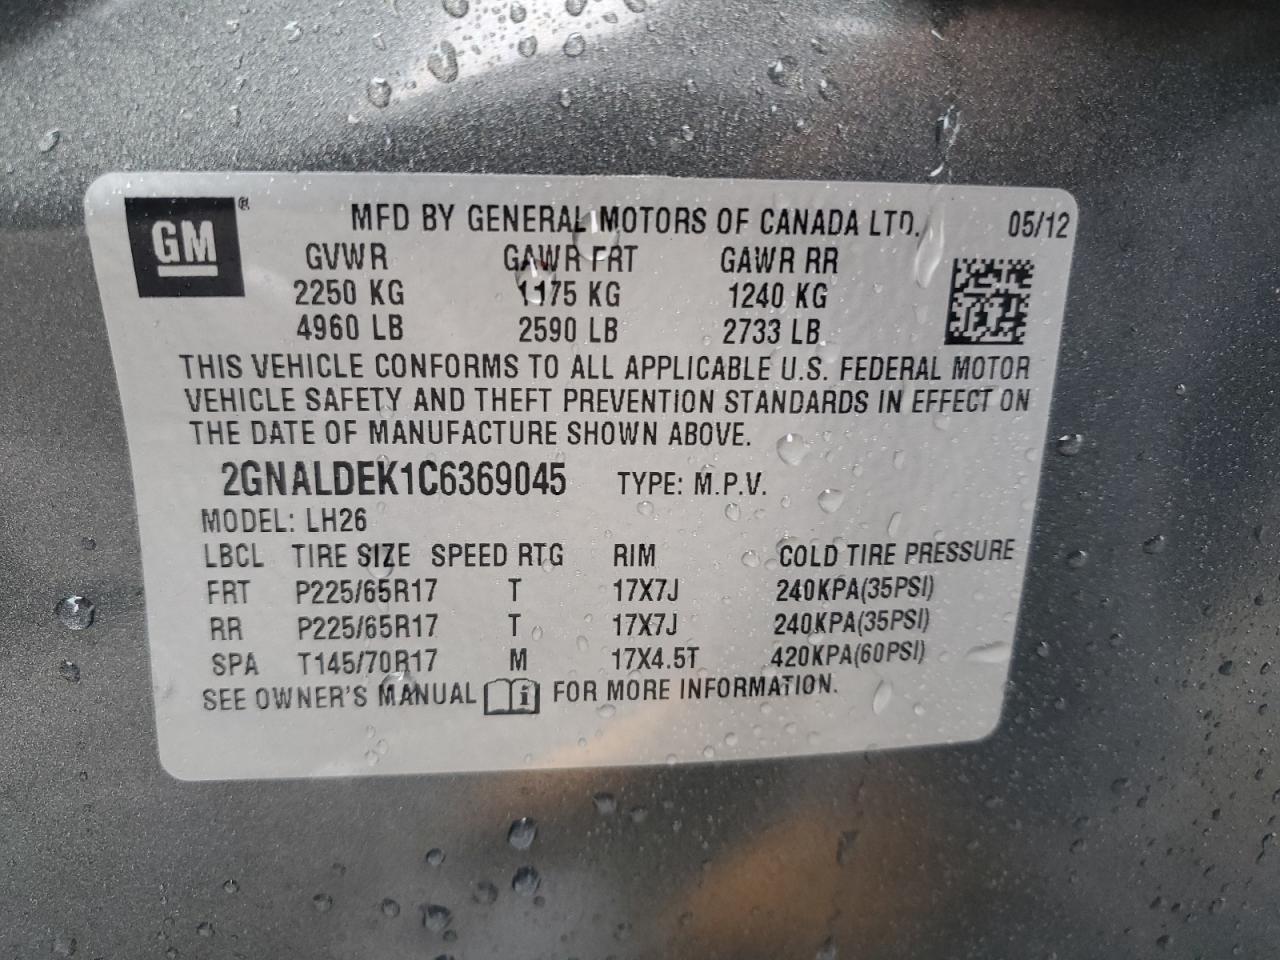 GM® MFD BY GENERAL MOTORS OF CANADA LTD. 05/12
GVWR GAWR FRT GAWR RR
2250 KG 1175 KG 1240 KG
4960 LB 2590 LB 2733 LB
THIS VEHICLE CONFORMS TO ALL APPLICABLE U.S. FEDERAL MOTOR
VEHICLE SAFETY AND THEFT PREVENTION STANDARDS IN EFFECT ON
THE DATE OF MANUFACTURE SHOWN ABOVE.
2GNALDEK1C6369045 TYPE: M.P.V.
MODEL: LH26
LBCL TIRE SIZE SPEED RTG RIM COLD TIRE PRESSURE
FRT P225/65R17 T 17X7J 240KPA(35PSI)
RR P225/65R17 T 17X7J 240KPA(35PSI)
SPA T145/70R17 M 17X4.5T 420KPA(60PSI)
SEE OWNER'S MANUAL i FOR MORE INFORMATION.